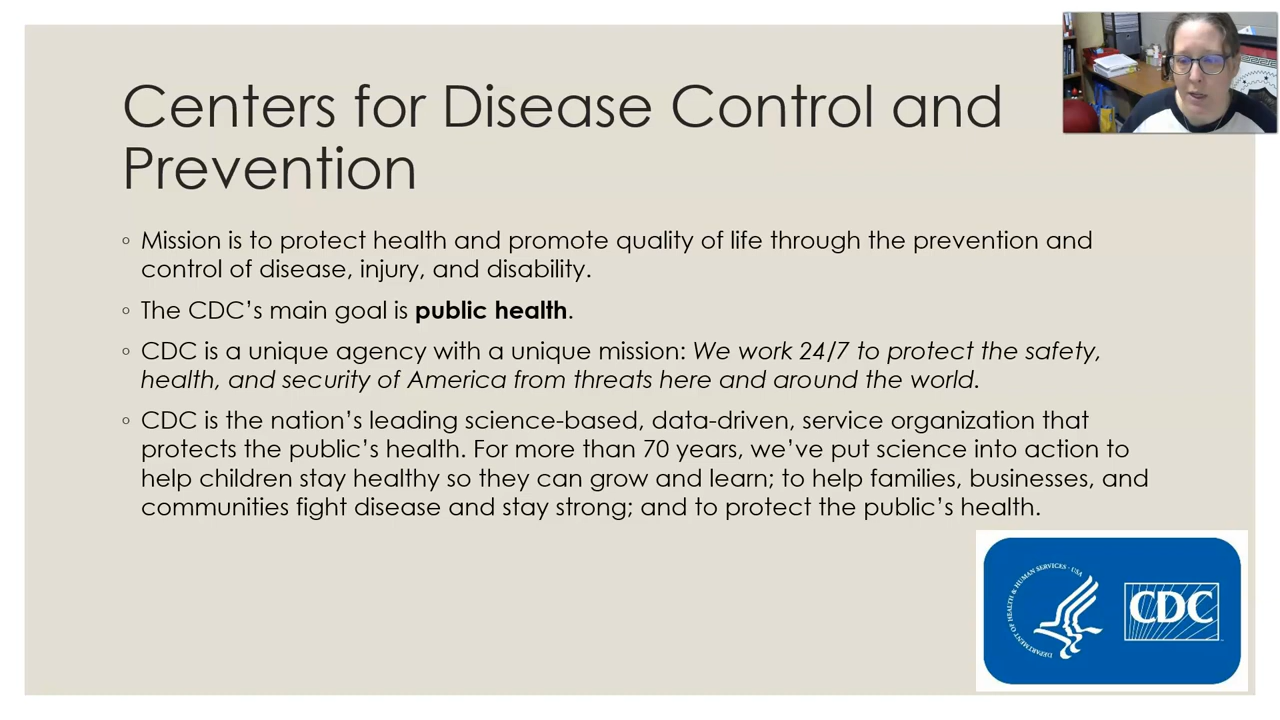 Centers for Disease Control and
Prevention
◦ Mission is to protect health and promote quality of life through the prevention and
control of disease, injury, and disability.
◦ The CDC’s main goal is public health.
◦ CDC is a unique agency with a unique mission: We work 24/7 to protect the safety,
health, and security of America from threats here and around the world.
◦ CDC is the nation’s leading science-based, data-driven, service organization that
protects the public’s health. For more than 70 years, we’ve put science into action to
help children stay healthy so they can grow and learn; to help families, businesses, and
communities fight disease and stay strong; and to protect the public’s health.
DEPARTMENT OF HEALTH & HUMAN SERVICES · USA
CDC